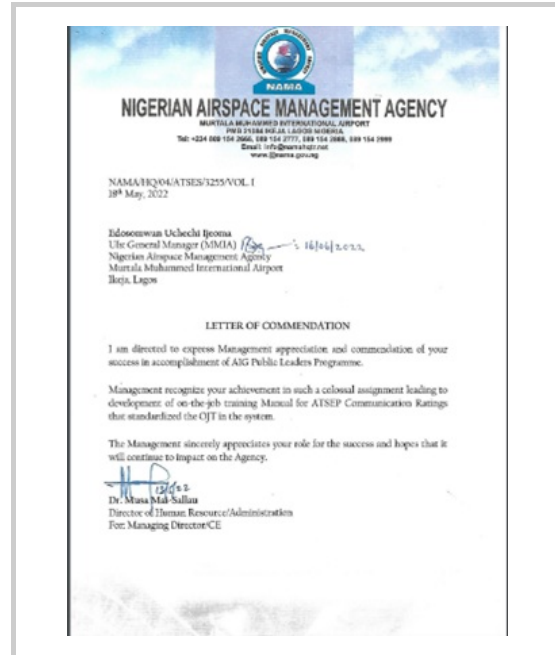 NAMA
NIGERIAN AIRSPACE MANAGEMENT AGENCY
MURTALA MUHAMMED INTERNATIONAL AIRPORT
PMB 21084 IKEJA, LAGOS NIGERIA
NAMA/HQ/04/ATSES/3255/VOL.I
18th May, 2022
Edosomwan Uchechi Ijeoma
Ufs: General Manager (MMIA) 16/06/2022
Nigerian Airspace Management Agency
Murtala Muhammed International Airport
Ikeja, Lagos
LETTER OF COMMENDATION
I am directed to express Management appreciation and commendation of your
success in accomplishment of AIG Public Leaders Programme.
Management recognize your achievement in such a colossal assignment leading to
development of on-the-job training Manual for ATSEP Communication Ratings
that standardized the OJT in the system.
The Management sincerely appreciates your role for the success and hopes that it
will continue to impact on the Agency.
Dr. Musa Mai-Sallau
Director of Human Resource/Administration
For: Managing Director/CE